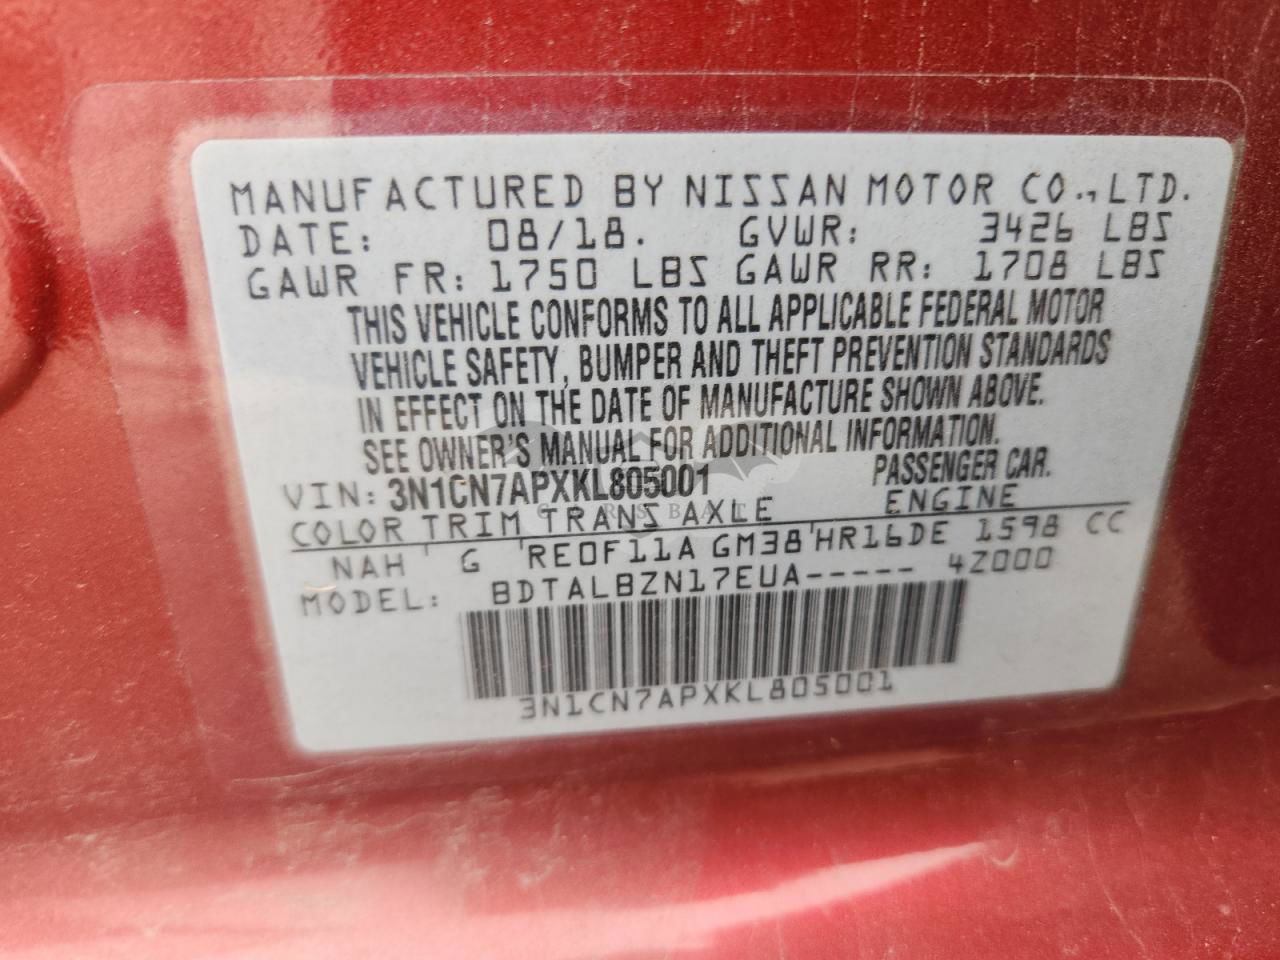 MANUFACTURED BY NISSAN MOTOR CO.,LTD.
DATE: 08/18. GVWR: 3426 LBS
GAWR FR: 1750 LBS GAWR RR: 1708 LBS
THIS VEHICLE CONFORMS TO ALL APPLICABLE FEDERAL MOTOR
VEHICLE SAFETY, BUMPER AND THEFT PREVENTION STANDARDS
IN EFFECT ON THE DATE OF MANUFACTURE SHOWN ABOVE.
SEE OWNER'S MANUAL FOR ADDITIONAL INFORMATION.
VIN: 3N1CN7APXKL805001 PASSENGER CAR.
CARSBAT
COLOR TRIM TRANS AXLE ENGINE
NAH G RE0F11A GM38 HR16DE 1598 CC
MODEL: BDTALBZN17EUA----- 4Z000
3N1CN7APXKL805001